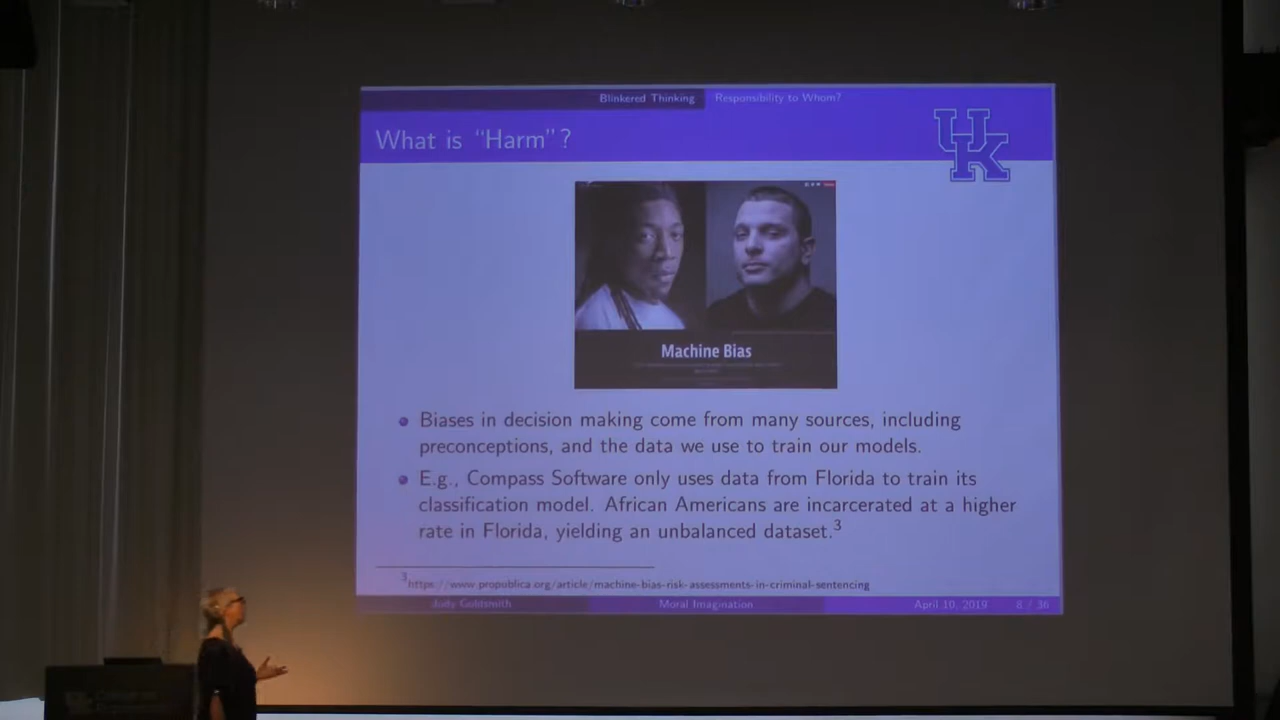 Blinkered Thinking Responsibility to Whom?
What is "Harm"?
UK
Machine Bias
Biases in decision making come from many sources, including
preconceptions, and the data we use to train our models.
E.g., Compass Software only uses data from Florida to train its
classification model. African Americans are incarcerated at a higher
rate in Florida, yielding an unbalanced dataset.3
3https://www.propublica.org/article/machine-bias-risk-assessments-in-criminal-sentencing
Judy Goldsmith Moral Imagination April 10, 2019 8 / 36